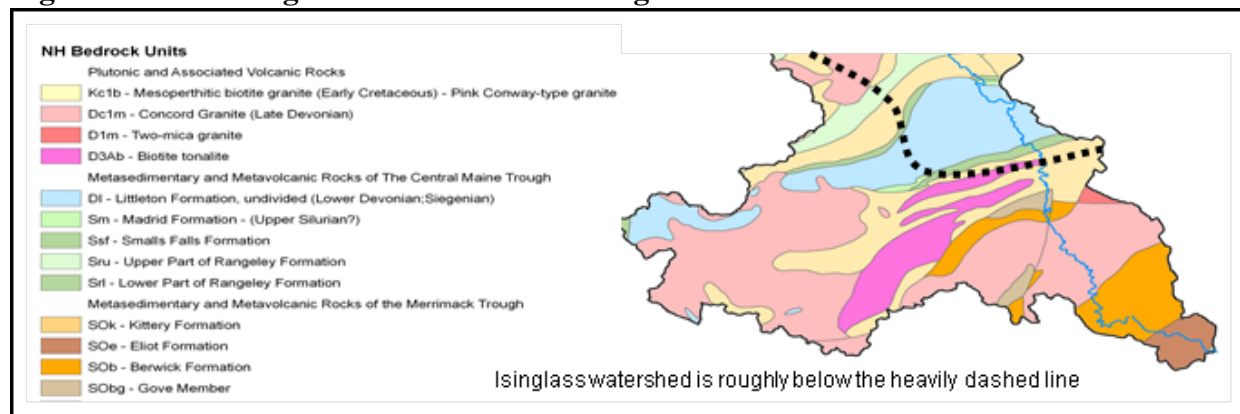 NH Bedrock Units
Plutonic and Associated Volcanic Rocks
Kc1b - Mesoperthitic biotite granite (Early Cretaceous) - Pink Conway-type granite
Dc1m - Concord Granite (Late Devonian)
D1m - Two-mica granite
D3Ab - Biotite tonalite
Metasedimentary and Metavolcanic Rocks of The Central Maine Trough
Dl - Littleton Formation, undivided (Lower Devonian;Siegenian)
Sm - Madrid Formation - (Upper Silurian?)
Ssf - Smalls Falls Formation
Sru - Upper Part of Rangeley Formation
Srl - Lower Part of Rangeley Formation
Metasedimentary and Metavolcanic Rocks of the Merrimack Trough
SOk - Kittery Formation
SOe - Eliot Formation
SOb - Berwick Formation
SObg - Gove Member
Isinglass watershed is roughly below the heavily dashed line